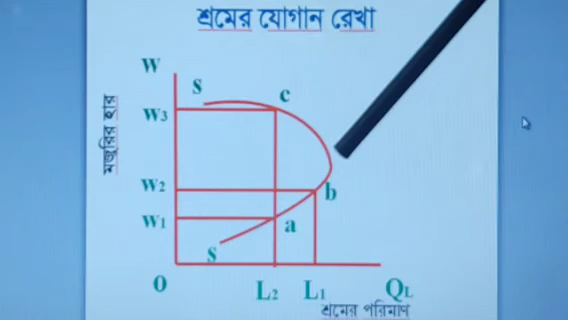 শ্রমের যোগান রেখা
W
S
c
W3
মজুরির হার
W2
b
W1
a
S
O
L2 L1 QL
শ্রমের পরিমাণ